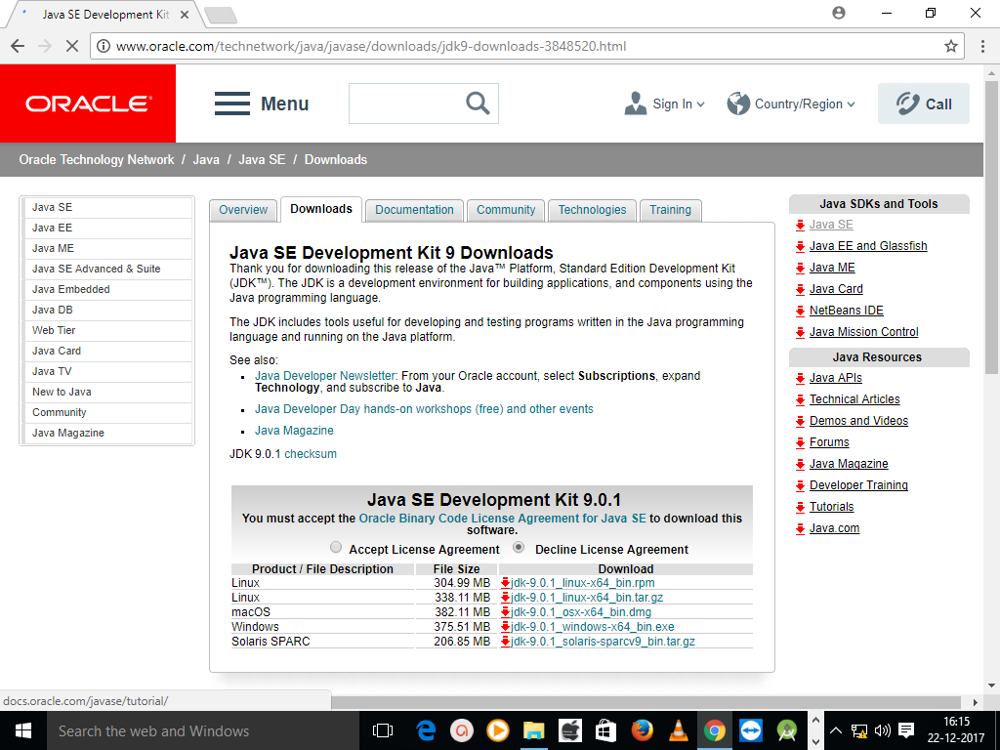 Java SE Development Kit
www.oracle.com/technetwork/java/javase/downloads/jdk9-downloads-3848520.html
ORACLE®
Menu
Sign In
Country/Region
Call
Oracle Technology Network / Java / Java SE / Downloads
Java SE
Java EE
Java ME
Java SE Advanced & Suite
Java Embedded
Java DB
Web Tier
Java Card
Java TV
New to Java
Community
Java Magazine
Overview
Downloads
Documentation
Community
Technologies
Training
Java SE Development Kit 9 Downloads
Thank you for downloading this release of the Java™ Platform, Standard Edition Development Kit
(JDK™). The JDK is a development environment for building applications, and components using the
Java programming language.
The JDK includes tools useful for developing and testing programs written in the Java programming
language and running on the Java platform.
See also:
Java Developer Newsletter: From your Oracle account, select Subscriptions, expand
Technology, and subscribe to Java.
Java Developer Day hands-on workshops (free) and other events
Java Magazine
JDK 9.0.1 checksum
Java SE Development Kit 9.0.1
You must accept the Oracle Binary Code License Agreement for Java SE to download this
software.
Accept License Agreement Decline License Agreement
Product / File Description File Size Download
Linux 304.99 MB jdk-9.0.1_linux-x64_bin.rpm
Linux 338.11 MB jdk-9.0.1_linux-x64_bin.tar.gz
macOS 382.11 MB jdk-9.0.1_osx-x64_bin.dmg
Windows 375.51 MB jdk-9.0.1_windows-x64_bin.exe
Solaris SPARC 206.85 MB jdk-9.0.1_solaris-sparcv9_bin.tar.gz
Java SDKs and Tools
Java SE
Java EE and Glassfish
Java ME
Java Card
NetBeans IDE
Java Mission Control
Java Resources
Java APIs
Technical Articles
Demos and Videos
Forums
Java Magazine
Developer Training
Tutorials
Java.com
docs.oracle.com/javase/tutorial/
Search the web and Windows
16:15
22-12-2017